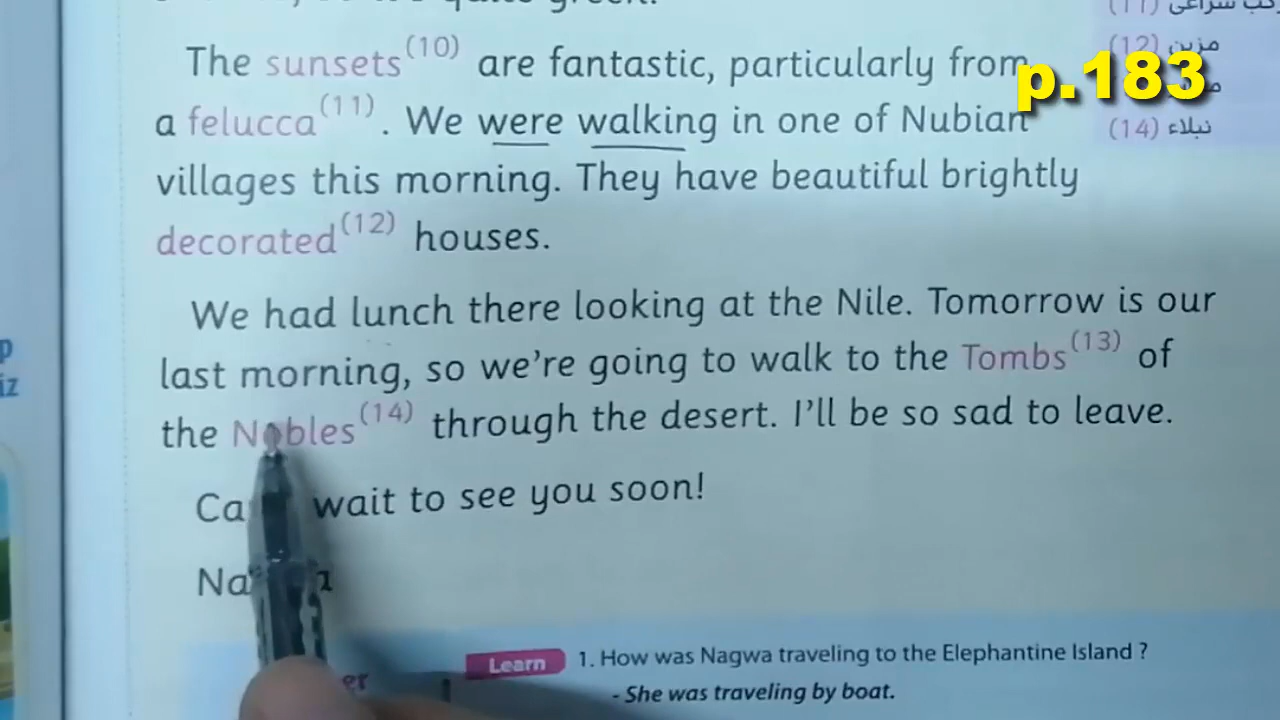 The sunsets(10) are fantastic, particularly from
a felucca(11). We were walking in one of Nubian
villages this morning. They have beautiful brightly
decorated(12) houses.
We had lunch there looking at the Nile. Tomorrow is our
last morning, so we're going to walk to the Tombs(13) of
the Nobles(14) through the desert. I'll be so sad to leave.
wait to see you soon!
Learn 1. How was Nagwa traveling to the Elephantine Island ?
- She was traveling by boat.
(12) مزين
(14) نبلاء
p.183